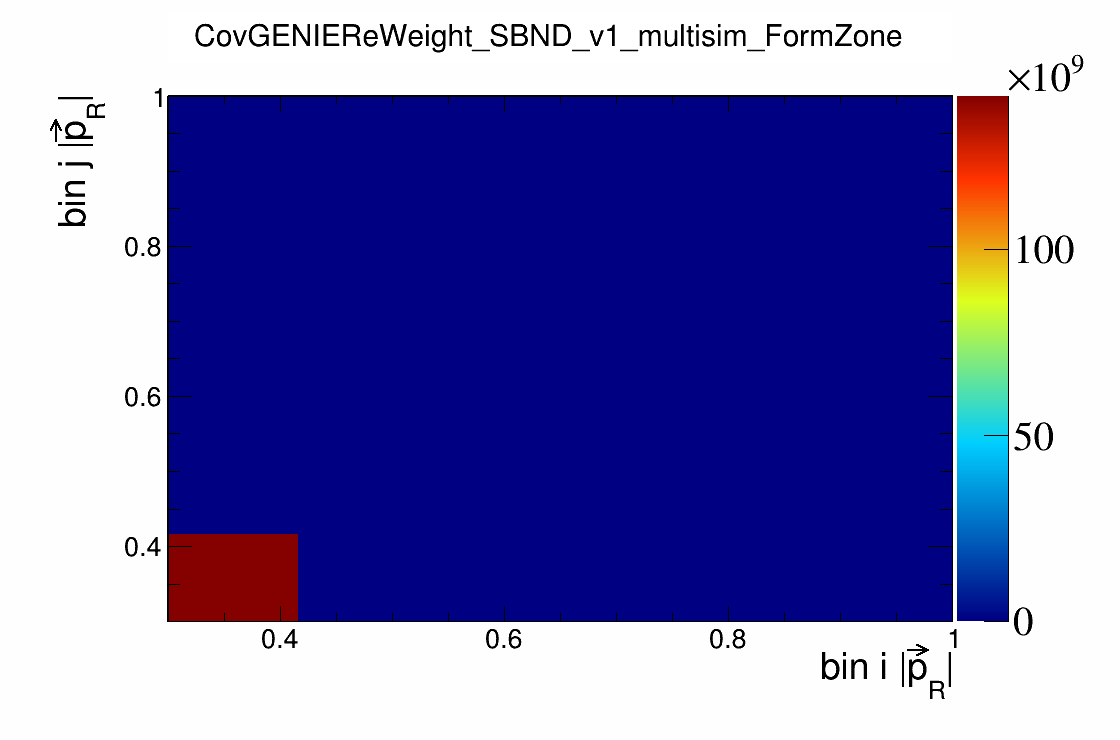 CovGENIEReWeight_SBND_v1_multisim_FormZone
×10⁹
bin j |p⃗_R|
1
0.8
0.6
0.4
100
50
0
0.4 0.6 0.8 1
bin i |p⃗_R|